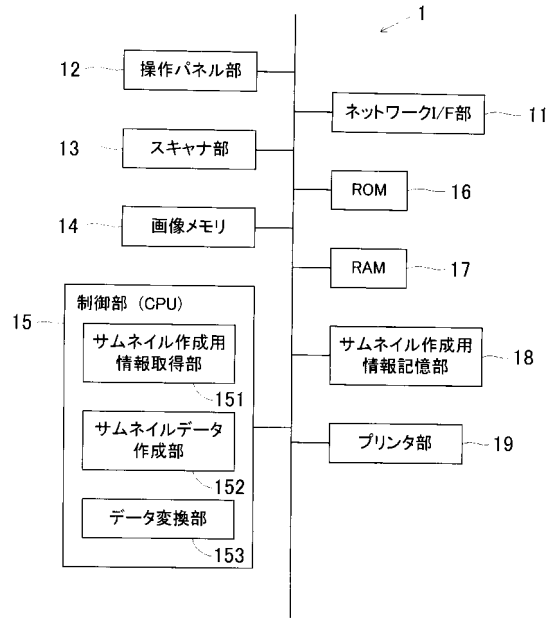 1
12
操作パネル部
ネットワークI/F部
11
13
スキャナ部
ROM
16
14
画像メモリ
RAM
17
15
制御部 (CPU)
サムネイル作成用
情報取得部
151
サムネイルデータ
作成部
152
データ変換部
153
サムネイル作成用
情報記憶部
18
プリンタ部
19